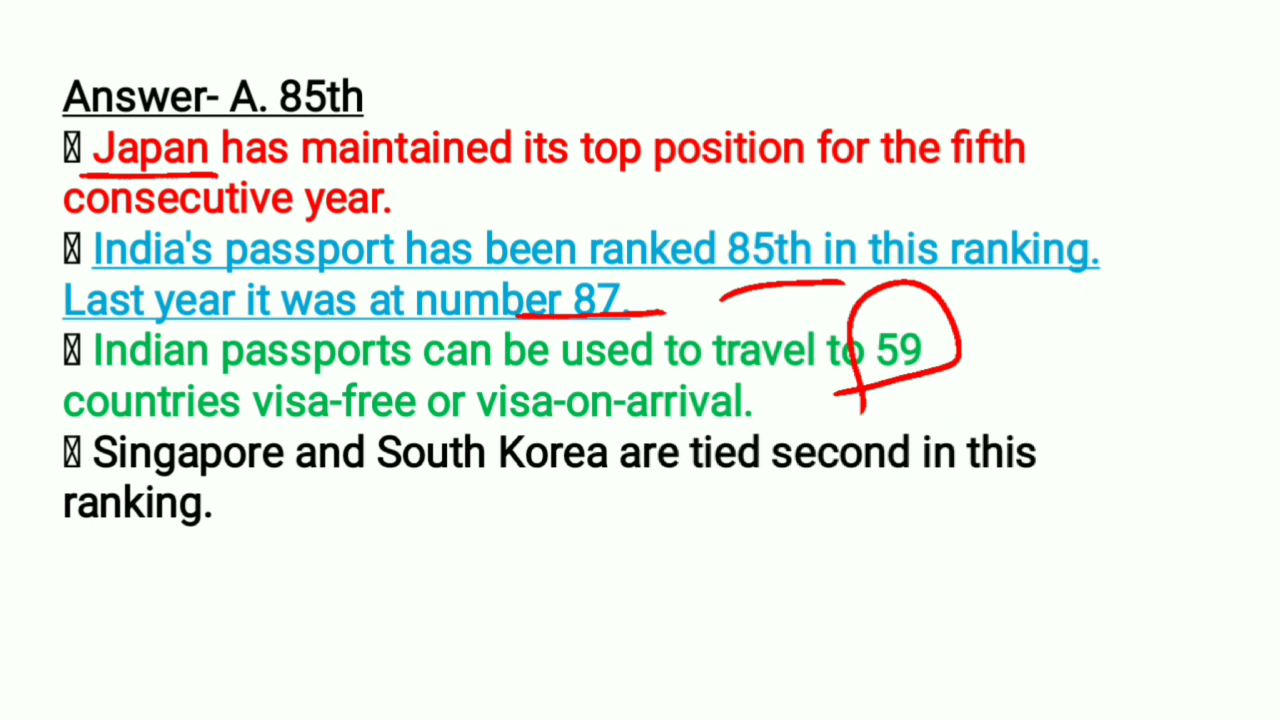 Answer- A. 85th
Japan has maintained its top position for the fifth
consecutive year.
India's passport has been ranked 85th in this ranking.
Last year it was at number 87.
Indian passports can be used to travel to 59
countries visa-free or visa-on-arrival.
Singapore and South Korea are tied second in this
ranking.